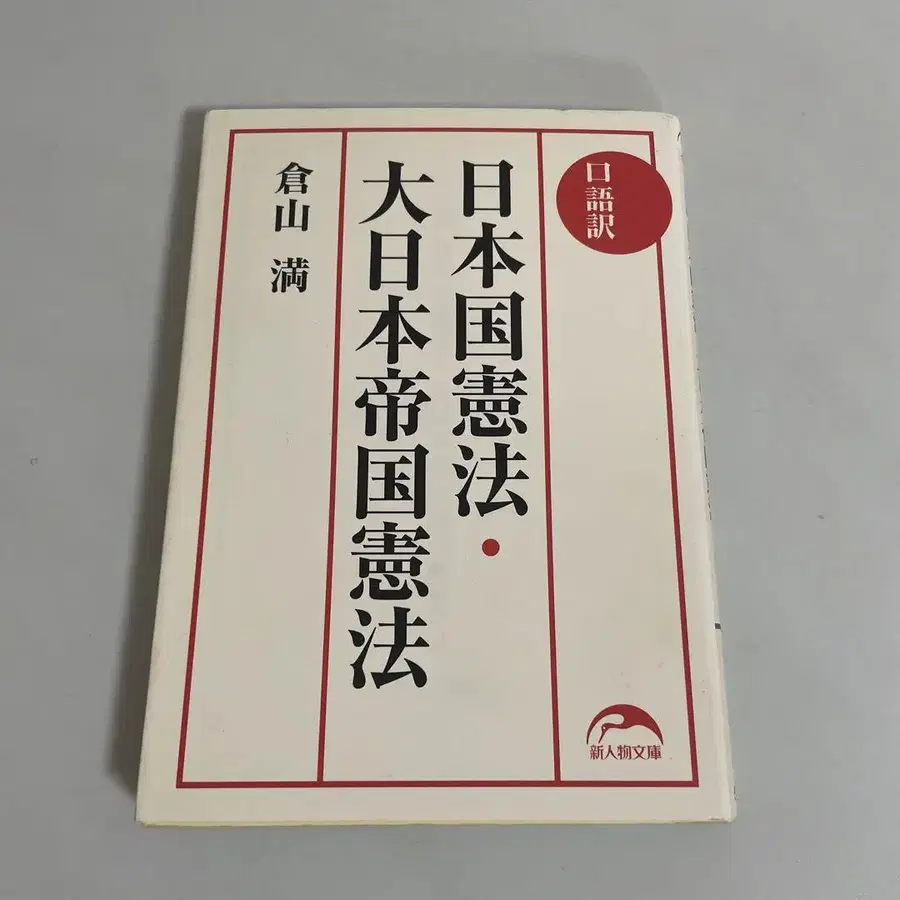 口語訳
日本国憲法・
大日本帝国憲法
倉山 満
新人物文庫